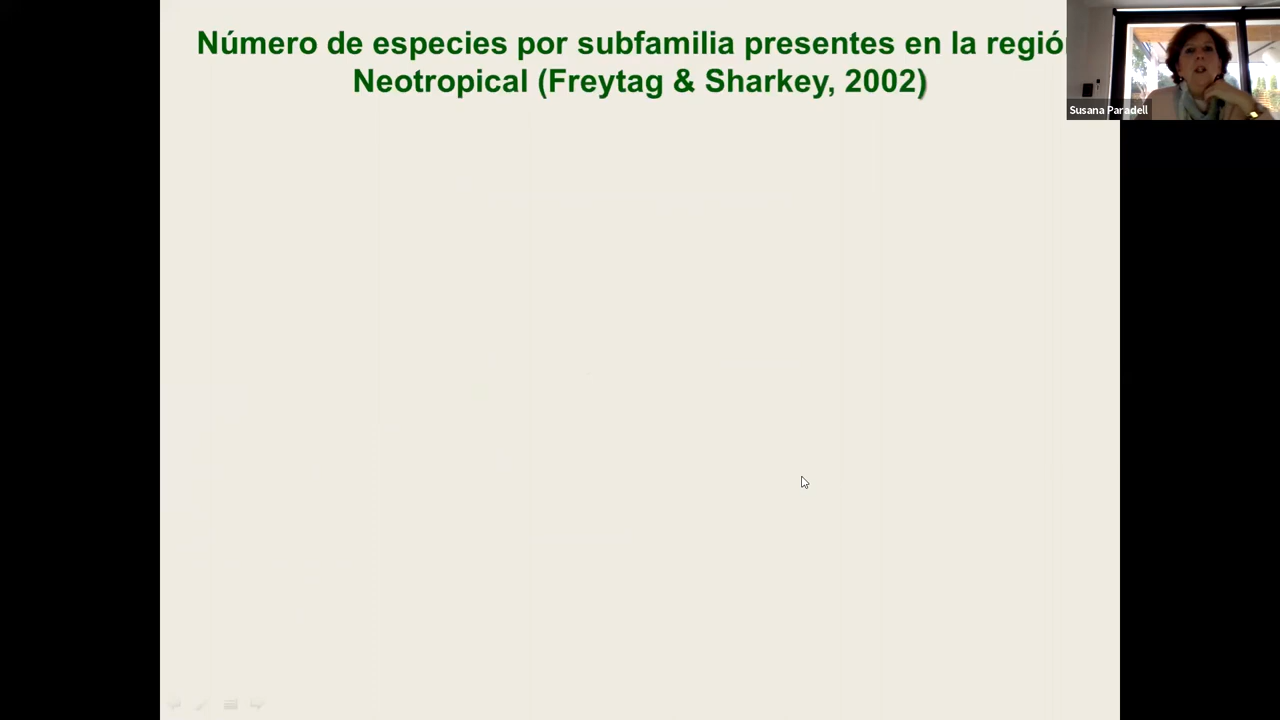 Número de especies por subfamilia presentes en la regió
Neotropical (Freytag & Sharkey, 2002)
Susana Paradell